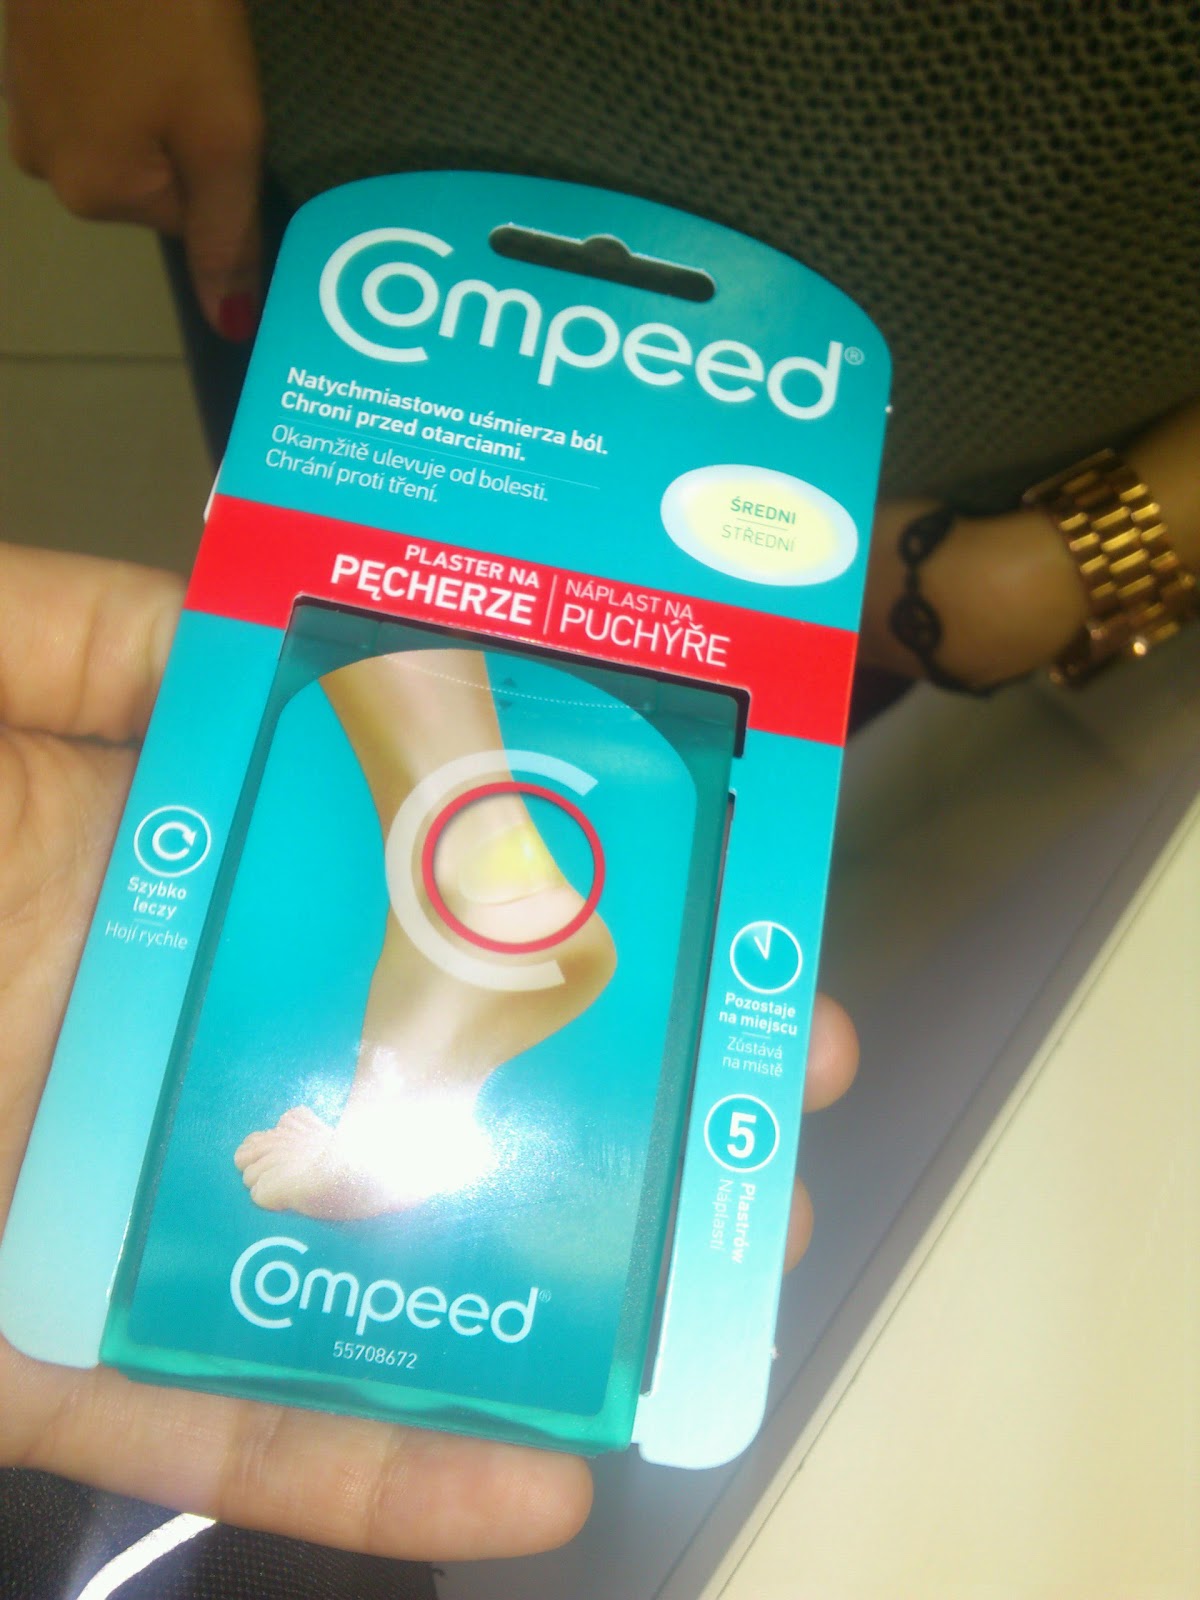 Compeed®
Natychmiastowo uśmierza ból.
Chroni przed otarciami.
Okamžitě ulevuje od bolesti.
Chrání proti tření.
ŚREDNI
STŘEDNÍ
PLASTER NA
PĘCHERZE
NÁPLAST NA
PUCHÝŘE
Szybko
leczy
Hojí rychle
Pozostaje
na miejscu
Zůstává
na místě
5
Plastrów
Náplastí
Compeed®
55708672